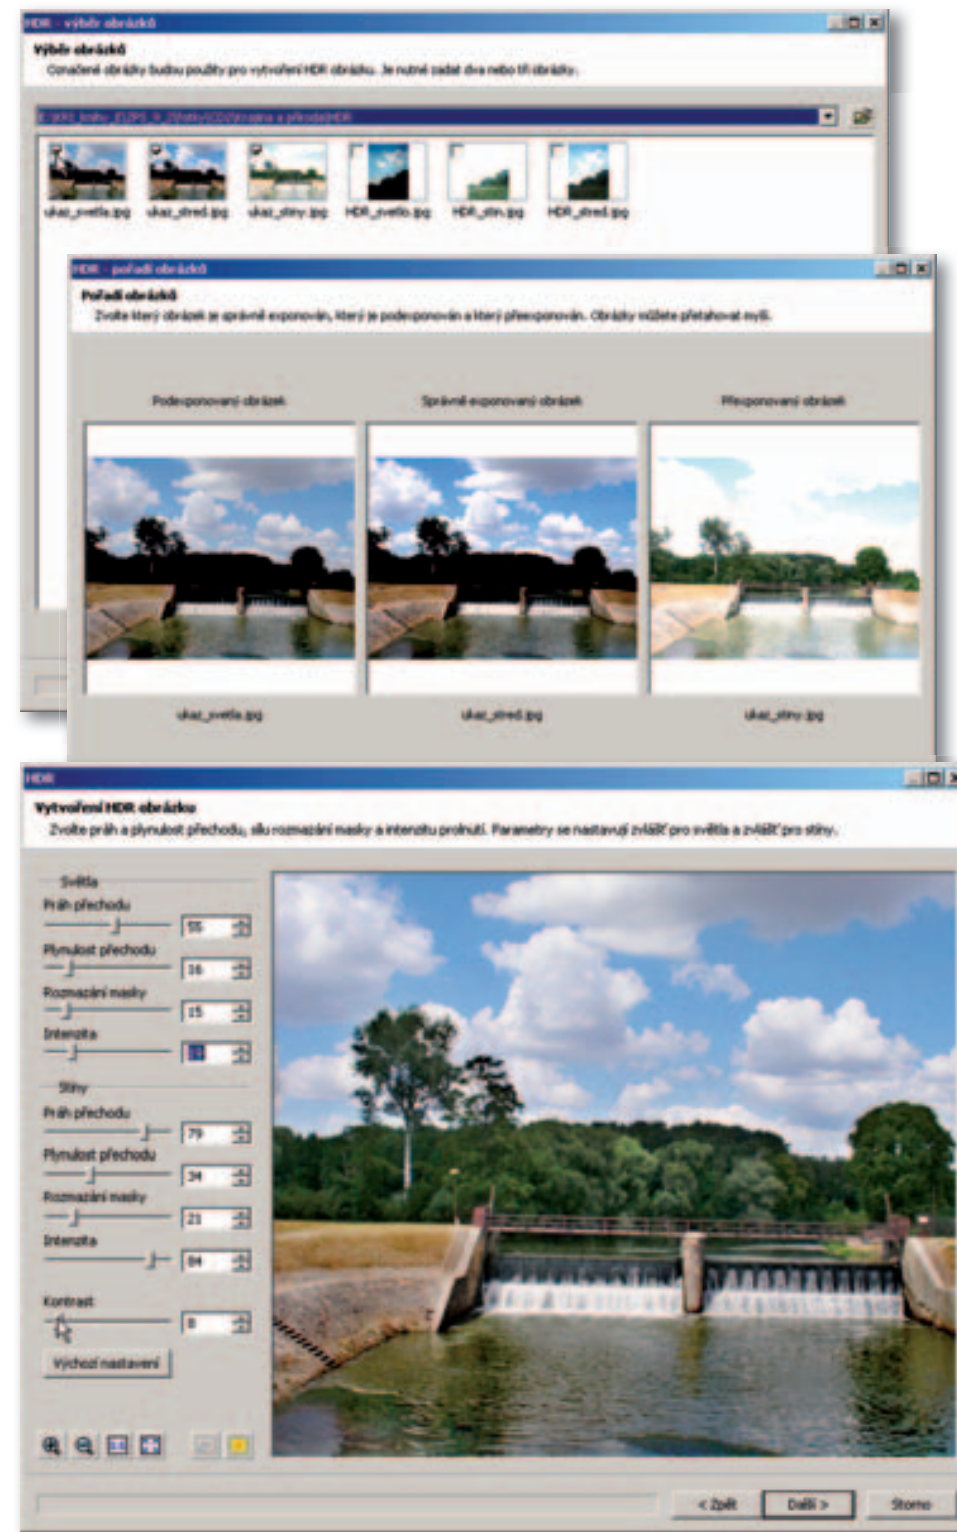 HDR - výběr obrázků
Výběr obrázků
Označené obrázky budou použity pro vytvoření HDR obrázku. Je nutné zadat dva nebo tři obrázky.
ukaz_svetla.jpg ukaz_stred.jpg ukaz_stiny.jpg HDR_svetlo.jpg HDR_stin.jpg HDR_stred.jpg
HDR - pořadí obrázků
Pořadí obrázků
Zvolte který obrázek je správně exponován, který je podexponován a který přeexponován. Obrázky můžete přetahovat myší.
Podexponovaný obrázek Správně exponovaný obrázek Přeexponovaný obrázek
ukaz_svetla.jpg ukaz_stred.jpg ukaz_stiny.jpg
HDR
Vytvoření HDR obrázku
Zvolte práh a plynulost přechodu, sílu rozmazání masky a intenzitu prolnutí. Parametry se nastavují zvlášť pro světla a zvlášť pro stíny.
Světla
Práh přechodu
55
Plynulost přechodu
16
Rozmazání masky
15
Intenzita
Stíny
Práh přechodu
79
Plynulost přechodu
34
Rozmazání masky
21
Intenzita
84
Kontrast
0
Výchozí nastavení
< Zpět Další > Storno